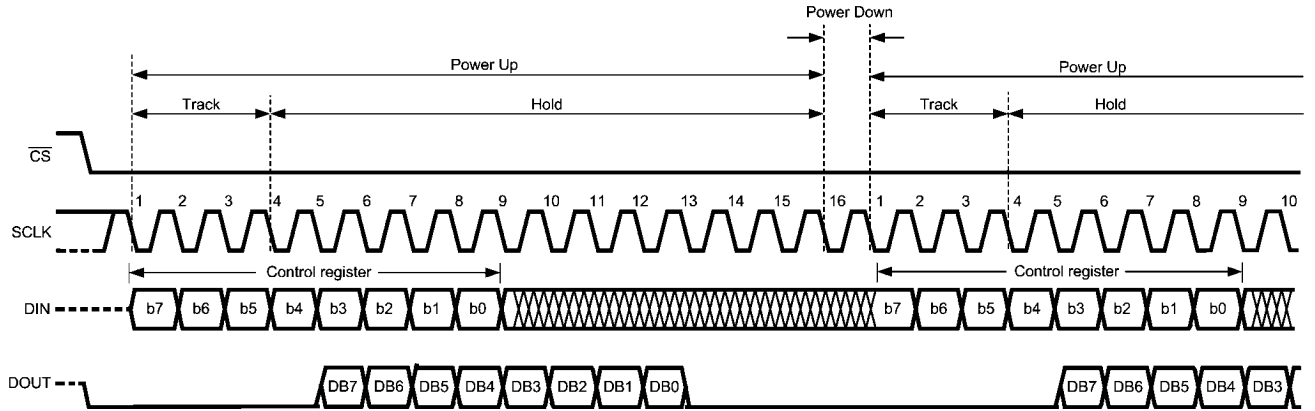 Power Down
Power Up Power Up
Track Hold Track Hold
CS
1 2 3 4 5 6 7 8 9 10 11 12 13 14 15 16 1 2 3 4 5 6 7 8 9 10
SCLK
Control register Control register
DIN b7 b6 b5 b4 b3 b2 b1 b0 b7 b6 b5 b4 b3 b2 b1 b0
DOUT DB7 DB6 DB5 DB4 DB3 DB2 DB1 DB0 DB7 DB6 DB5 DB4 DB3